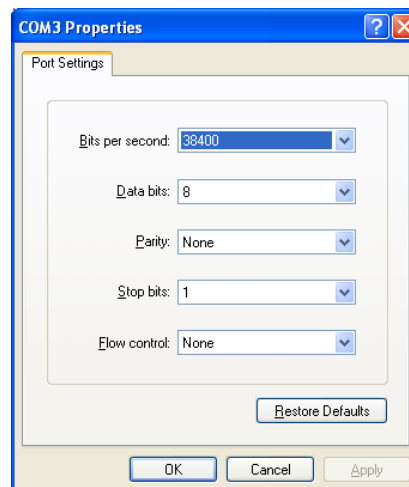 COM3 Properties
Port Settings
Bits per second: 38400
Data bits: 8
Parity: None
Stop bits: 1
Flow control: None
Restore Defaults
OK Cancel Apply